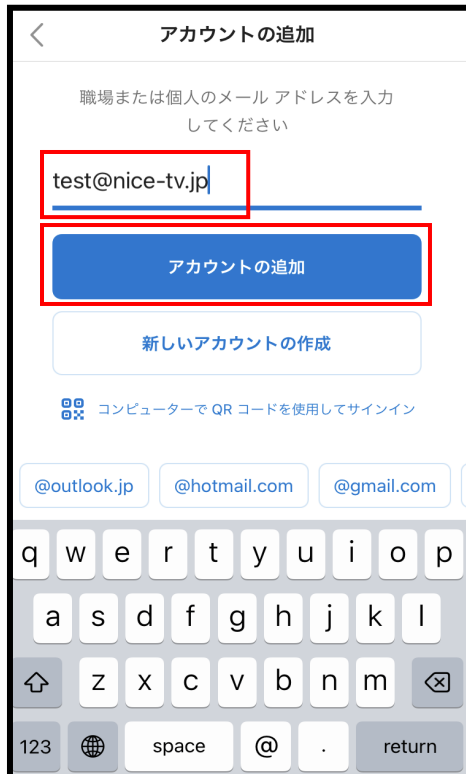 アカウントの追加
職場または個人のメール アドレスを入力
してください
test@nice-tv.jp
アカウントの追加
新しいアカウントの作成
コンピューターで QR コードを使用してサインイン
@outlook.jp @hotmail.com @gmail.com
q w e r t y u i o p
a s d f g h j k l
z x c v b n m
123 space @ . return